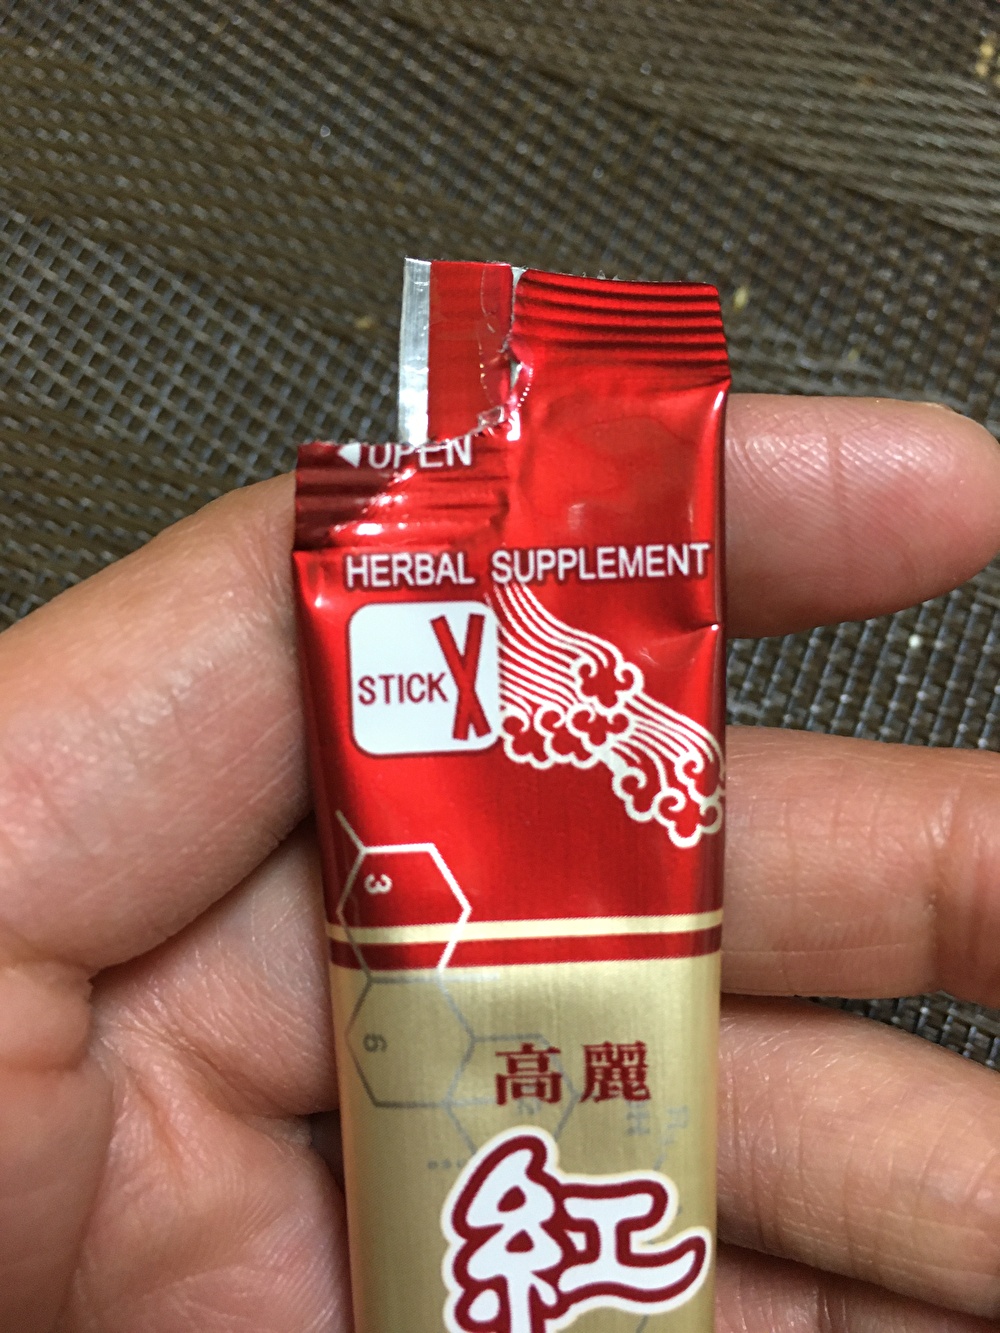 OPEN
HERBAL SUPPLEMENT
STICK
3
6
高麗
紅